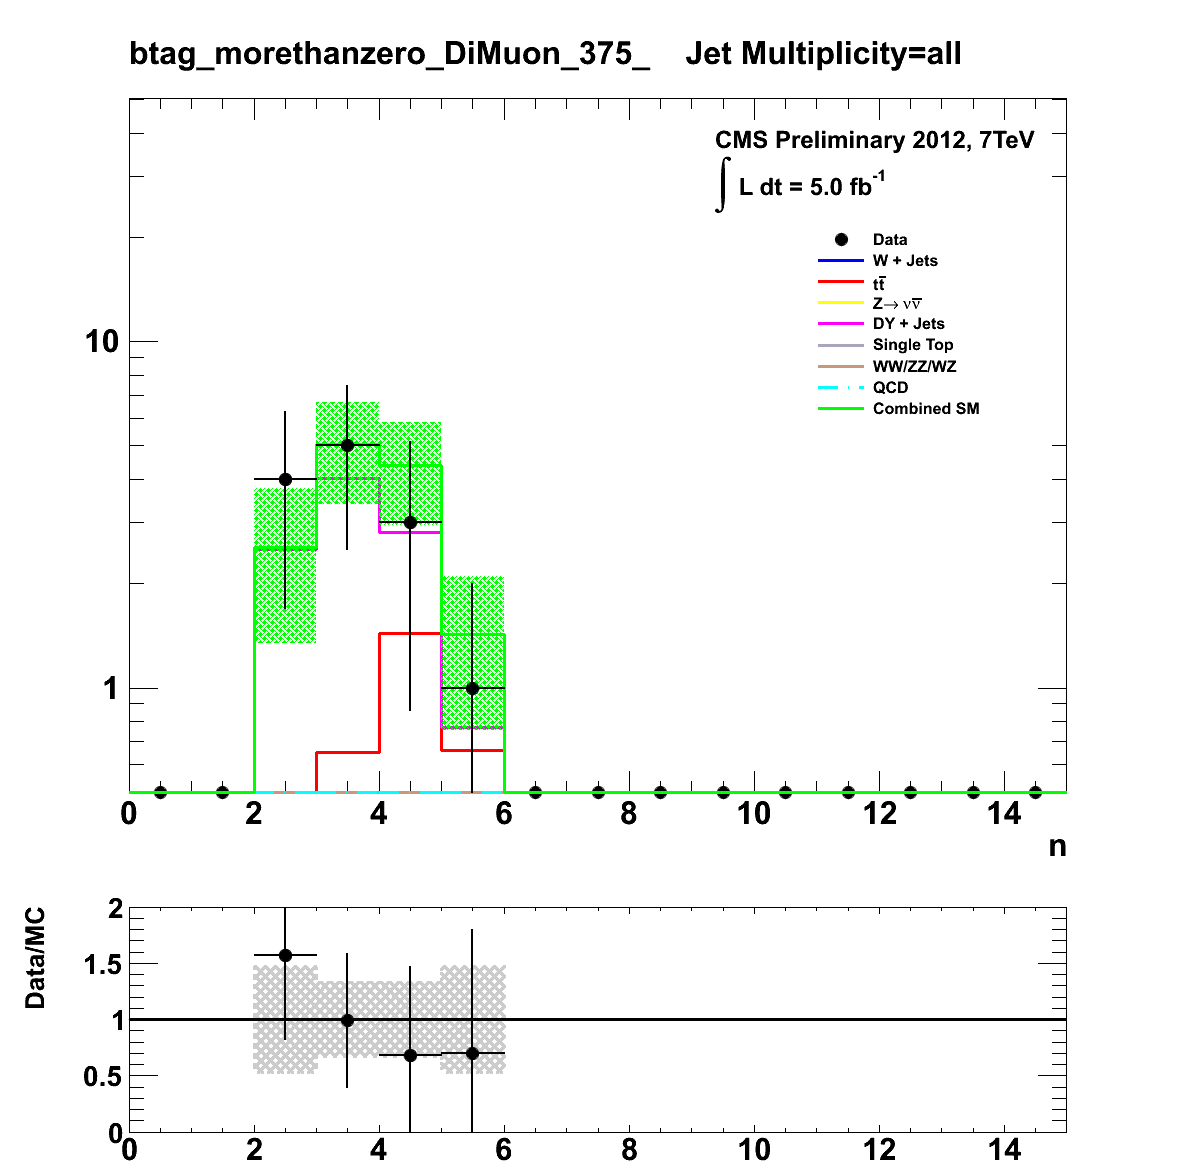 btag_morethanzero_DiMuon_375_ Jet Multiplicity=all
CMS Preliminary 2012, 7TeV
∫ L dt = 5.0 fb⁻¹
Data
W + Jets
tt̅
Z→ νν̅
DY + Jets
Single Top
WW/ZZ/WZ
QCD
Combined SM
10
1
0 2 4 6 8 10 12 14
n
Data/MC
2
1.5
1
0.5
0
0 2 4 6 8 10 12 14